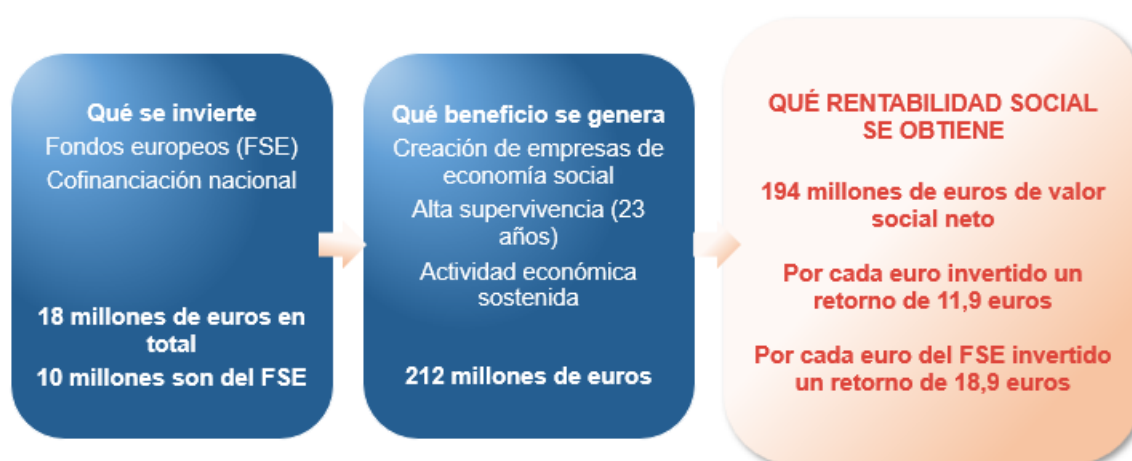 Qué se invierte
Fondos europeos (FSE)
Cofinanciación nacional
18 millones de euros en
total
10 millones son del FSE
Qué beneficio se genera
Creación de empresas de
economía social
Alta supervivencia (23
años)
Actividad económica
sostenida
212 millones de euros
QUÉ RENTABILIDAD SOCIAL
SE OBTIENE
194 millones de euros de valor
social neto
Por cada euro invertido un
retorno de 11,9 euros
Por cada euro del FSE invertido
un retorno de 18,9 euros